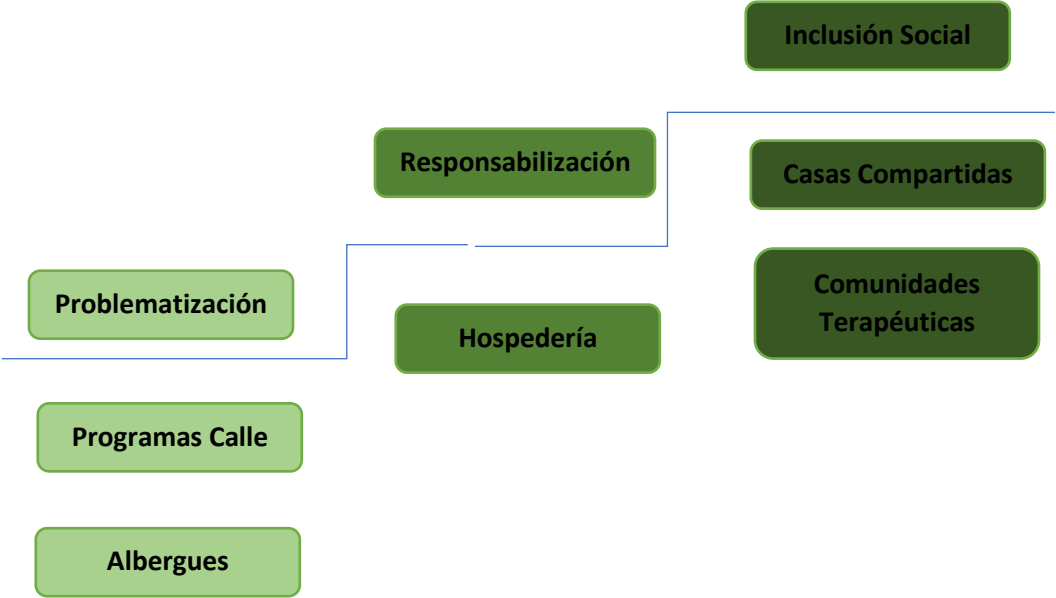 Problematización
Programas Calle
Albergues
Responsabilización
Hospedería
Inclusión Social
Casas Compartidas
Comunidades
Terapéuticas